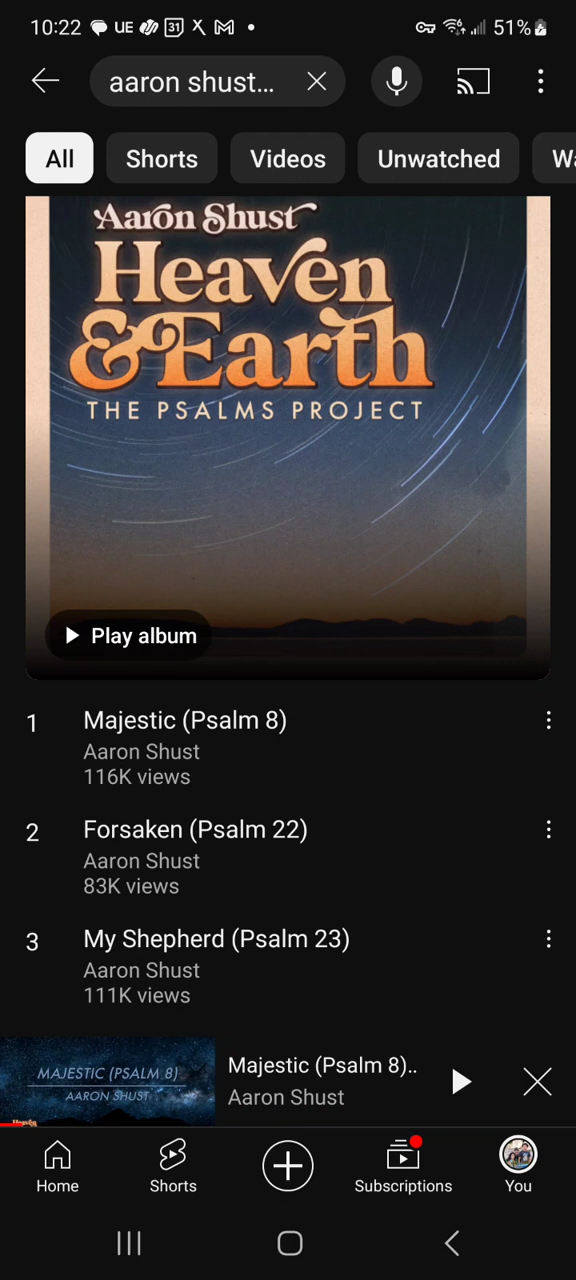 10:22 UE 31 X M 51%
aaron shust...
All Shorts Videos Unwatched Wa
Aaron Shust
Heaven
&Earth
THE PSALMS PROJECT
Play album
1 Majestic (Psalm 8)
Aaron Shust
116K views
2 Forsaken (Psalm 22)
Aaron Shust
83K views
3 My Shepherd (Psalm 23)
Aaron Shust
111K views
MAJESTIC (PSALM 8)
AARON SHUST
Majestic (Psalm 8)..
Aaron Shust
Home Shorts Subscriptions You